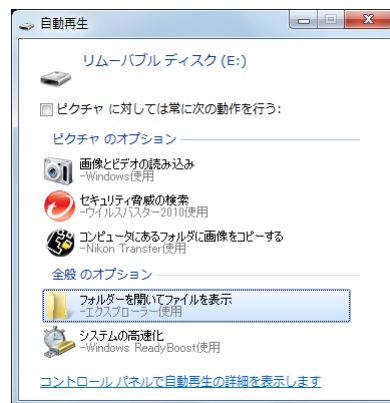 自動再生
リムーバブル ディスク (E:)
ピクチャ に対しては常に次の動作を行う:
ピクチャ のオプション
画像とビデオの読み込み
-Windows使用
セキュリティ脅威の検索
-ウイルスバスター2010使用
コンピュータにあるフォルダに画像をコピーする
-Nikon Transfer使用
全般 のオプション
フォルダーを開いてファイルを表示
-エクスプローラー使用
システムの高速化
-Windows ReadyBoost使用
コントロール パネルで自動再生の詳細を表示します